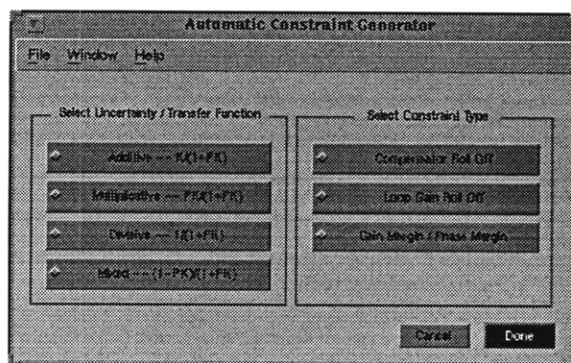 Automatic Constraint Generator
File Window Help
Select Uncertainty / Transfer Function
Additive -- K/(1+PK)
Multiplicative -- PK/(1+PK)
Divisive -- 1/(1+PK)
Mixed -- (1-PK)/(1+PK)
Select Constraint Type
Compensator Roll Off
Loop Gain Roll Off
Gain Margin / Phase Margin
Cancel
Done